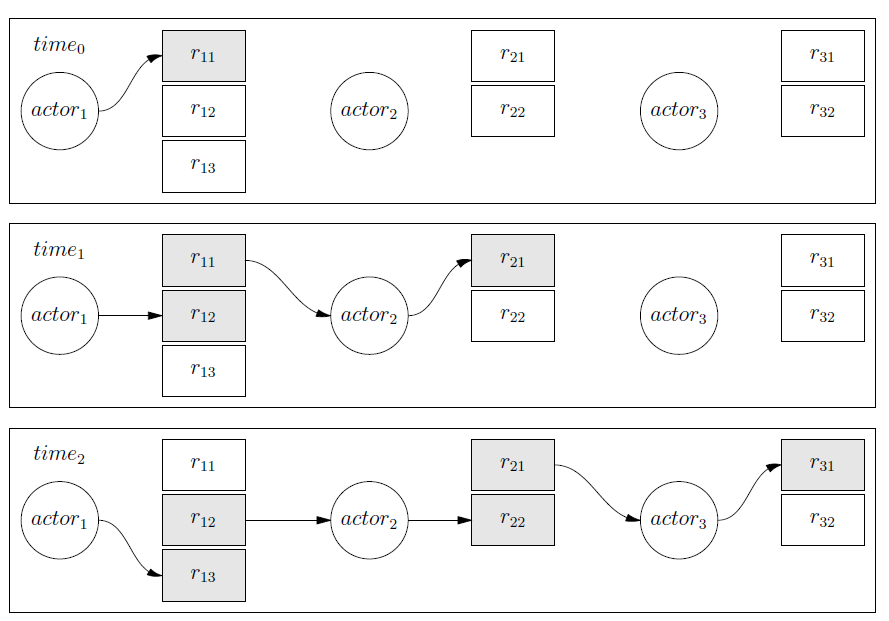 time₀
r₁₁ r₂₁ r₃₁
actor₁ r₁₂ actor₂ r₂₂ actor₃ r₃₂
r₁₃
time₁
r₁₁ r₂₁ r₃₁
actor₁ r₁₂ actor₂ r₂₂ actor₃ r₃₂
r₁₃
time₂
r₁₁ r₂₁ r₃₁
actor₁ r₁₂ actor₂ r₂₂ actor₃ r₃₂
r₁₃